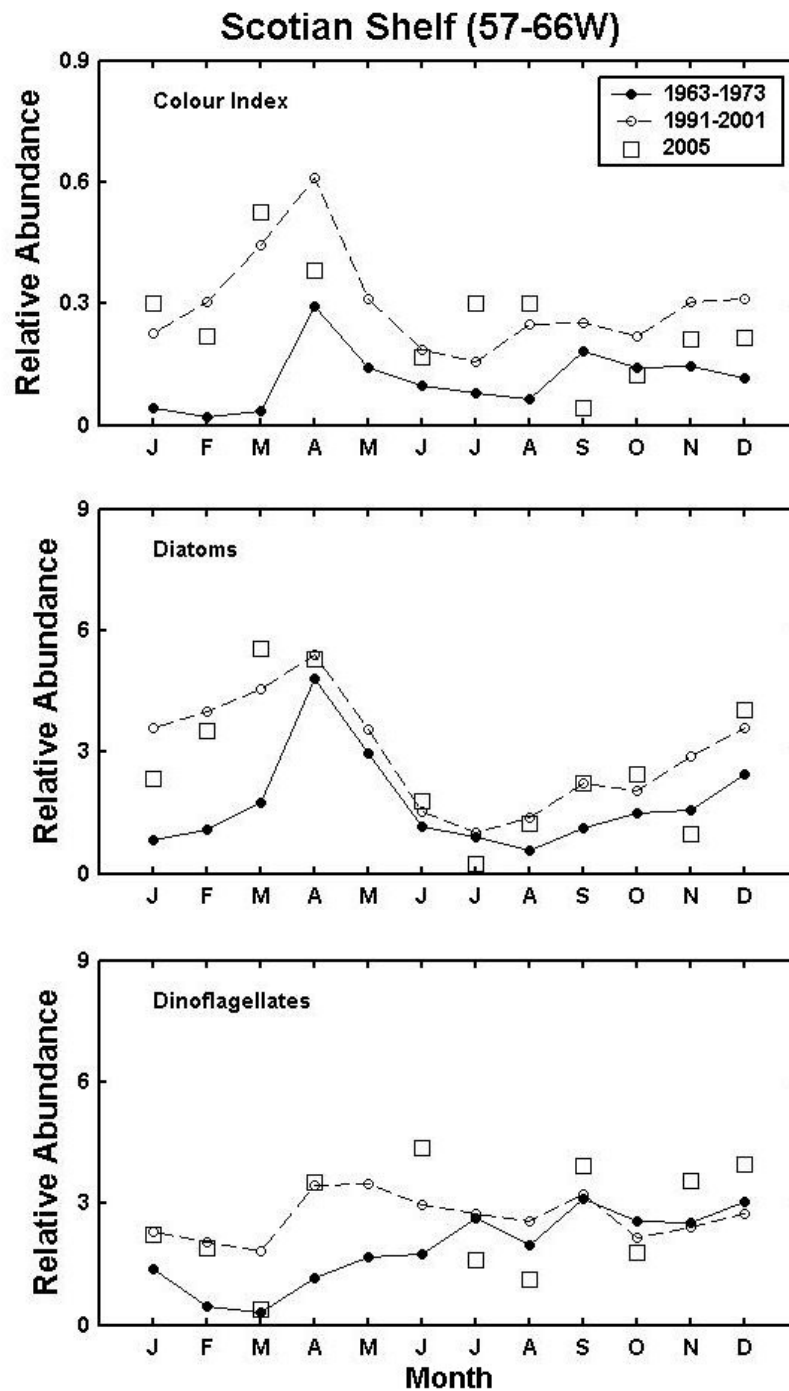 Scotian Shelf (57-66W)
Relative Abundance
0.9
0.6
0.3
0
Colour Index
1963-1973
1991-2001
2005
J F M A M J J A S O N D
Relative Abundance
9
6
3
0
Diatoms
J F M A M J J A S O N D
Relative Abundance
9
6
3
0
Dinoflagellates
J F M A M J J A S O N D
Month